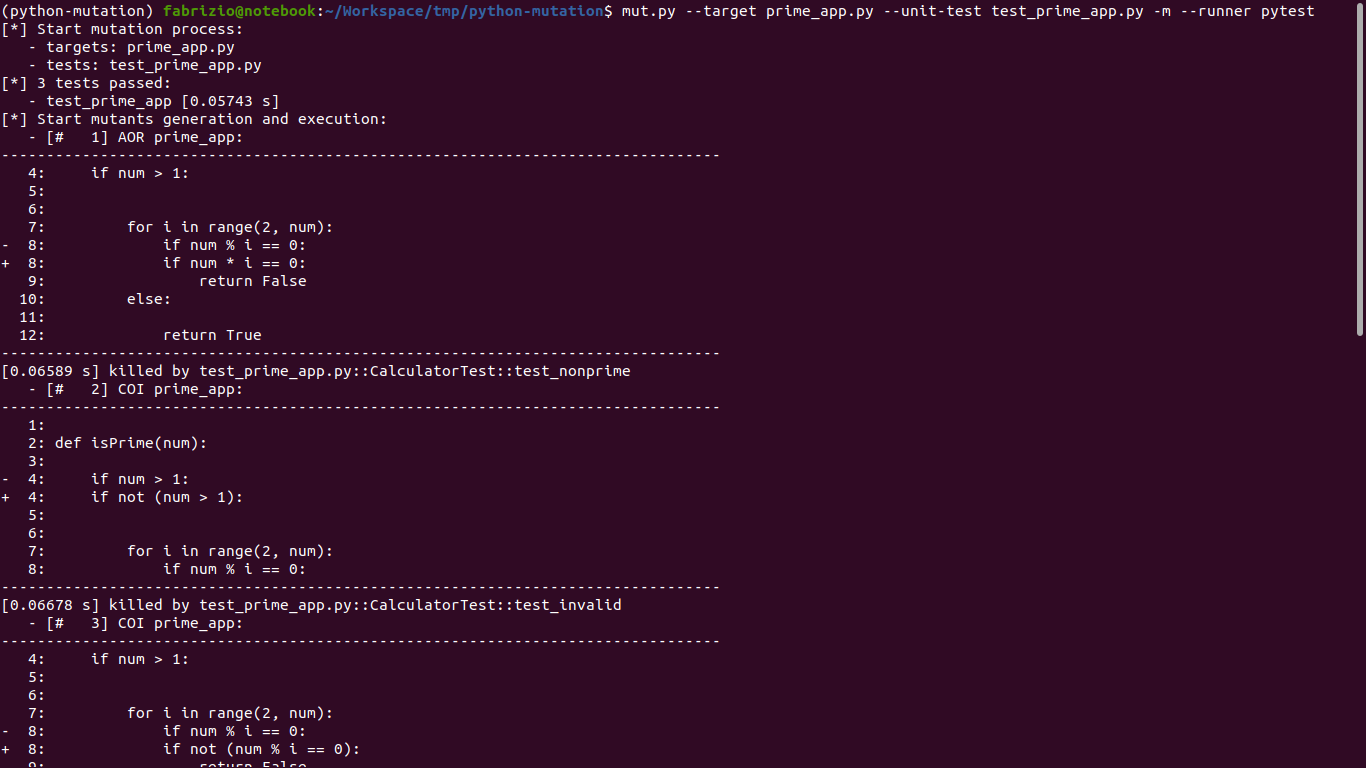 (python-mutation) fabrizio@notebook:~/Workspace/tmp/python-mutation$ mut.py --target prime_app.py --unit-test test_prime_app.py -m --runner pytest
[*] Start mutation process:
   - targets: prime_app.py
   - tests: test_prime_app.py
[*] 3 tests passed:
   - test_prime_app [0.05743 s]
[*] Start mutants generation and execution:
   - [#   1] AOR prime_app:
--------------------------------------------------------------------------------
   4:     if num > 1:
   5:
   6:
   7:         for i in range(2, num):
-  8:             if num % i == 0:
+  8:             if num * i == 0:
   9:                 return False
  10:         else:
  11:
  12:             return True
--------------------------------------------------------------------------------
[0.06589 s] killed by test_prime_app.py::CalculatorTest::test_nonprime
   - [#   2] COI prime_app:
--------------------------------------------------------------------------------
   1:
   2: def isPrime(num):
   3:
-  4:     if num > 1:
+  4:     if not (num > 1):
   5:
   6:
   7:         for i in range(2, num):
   8:             if num % i == 0:
--------------------------------------------------------------------------------
[0.06678 s] killed by test_prime_app.py::CalculatorTest::test_invalid
   - [#   3] COI prime_app:
--------------------------------------------------------------------------------
   4:     if num > 1:
   5:
   6:
   7:         for i in range(2, num):
-  8:             if num % i == 0:
+  8:             if not (num % i == 0):
   9:                 return False